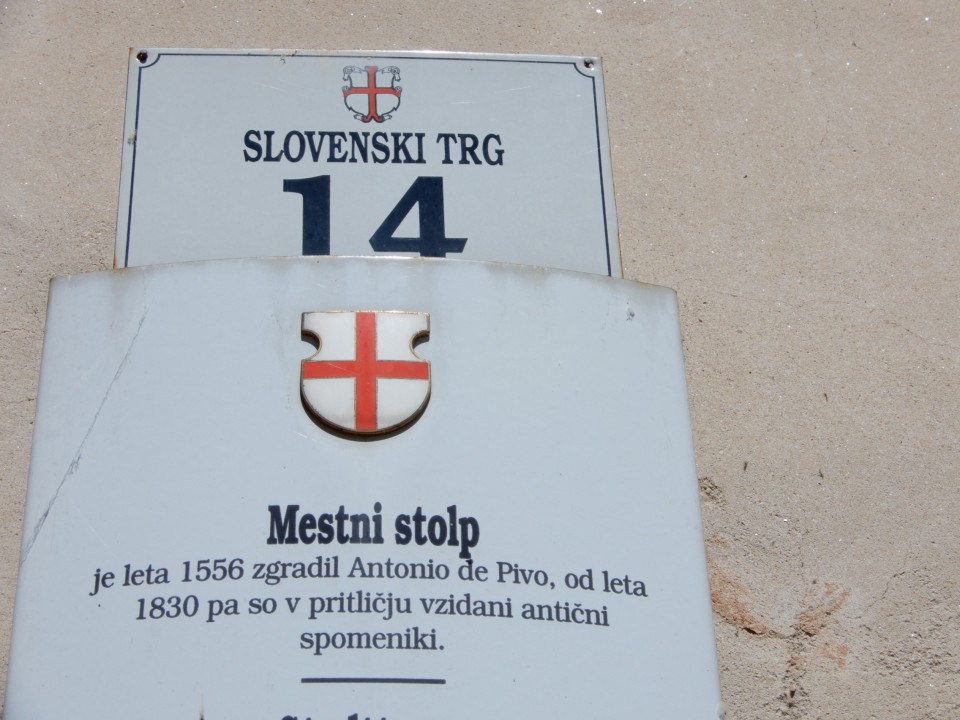 SLOVENSKI TRG
14
Mestni stolp
je leta 1556 zgradil Antonio de Pivo, od leta
1830 pa so v pritličju vzidani antični
spomeniki.